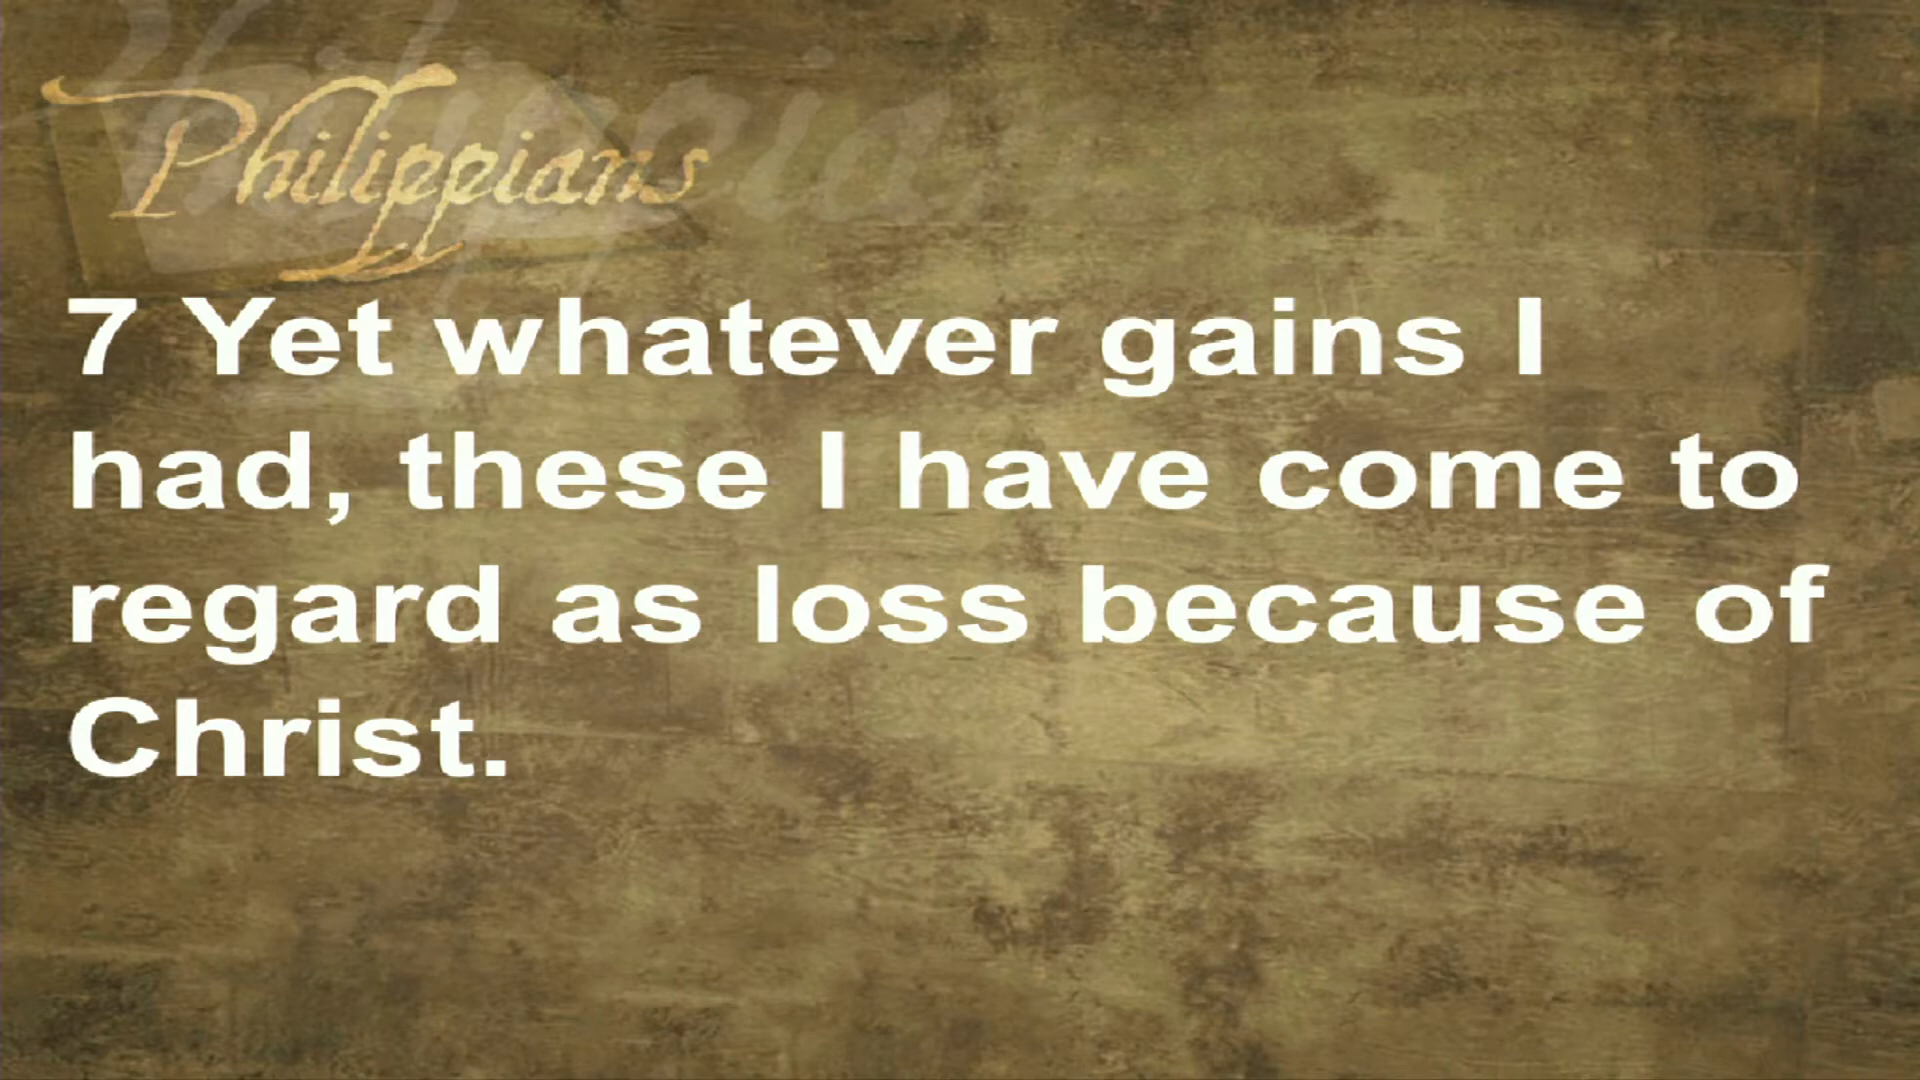 Philippians
7 Yet whatever gains I
had, these I have come to
regard as loss because of
Christ.